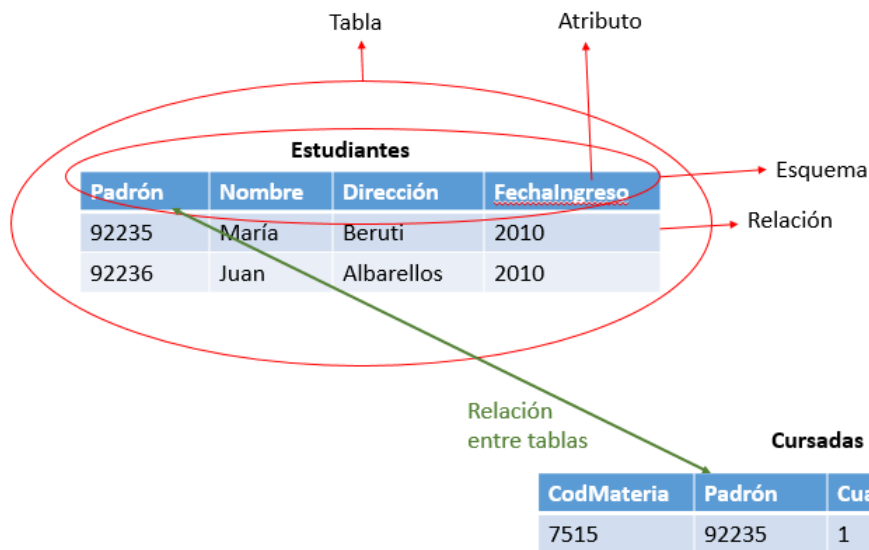 Tabla
Atributo
Estudiantes
Esquema
Padrón Nombre Dirección FechaIngreso
Relación
92235 María Beruti 2010
92236 Juan Albarellos 2010
Relación
entre tablas
Cursadas
CodMateria Padrón Cua
7515 92235 1